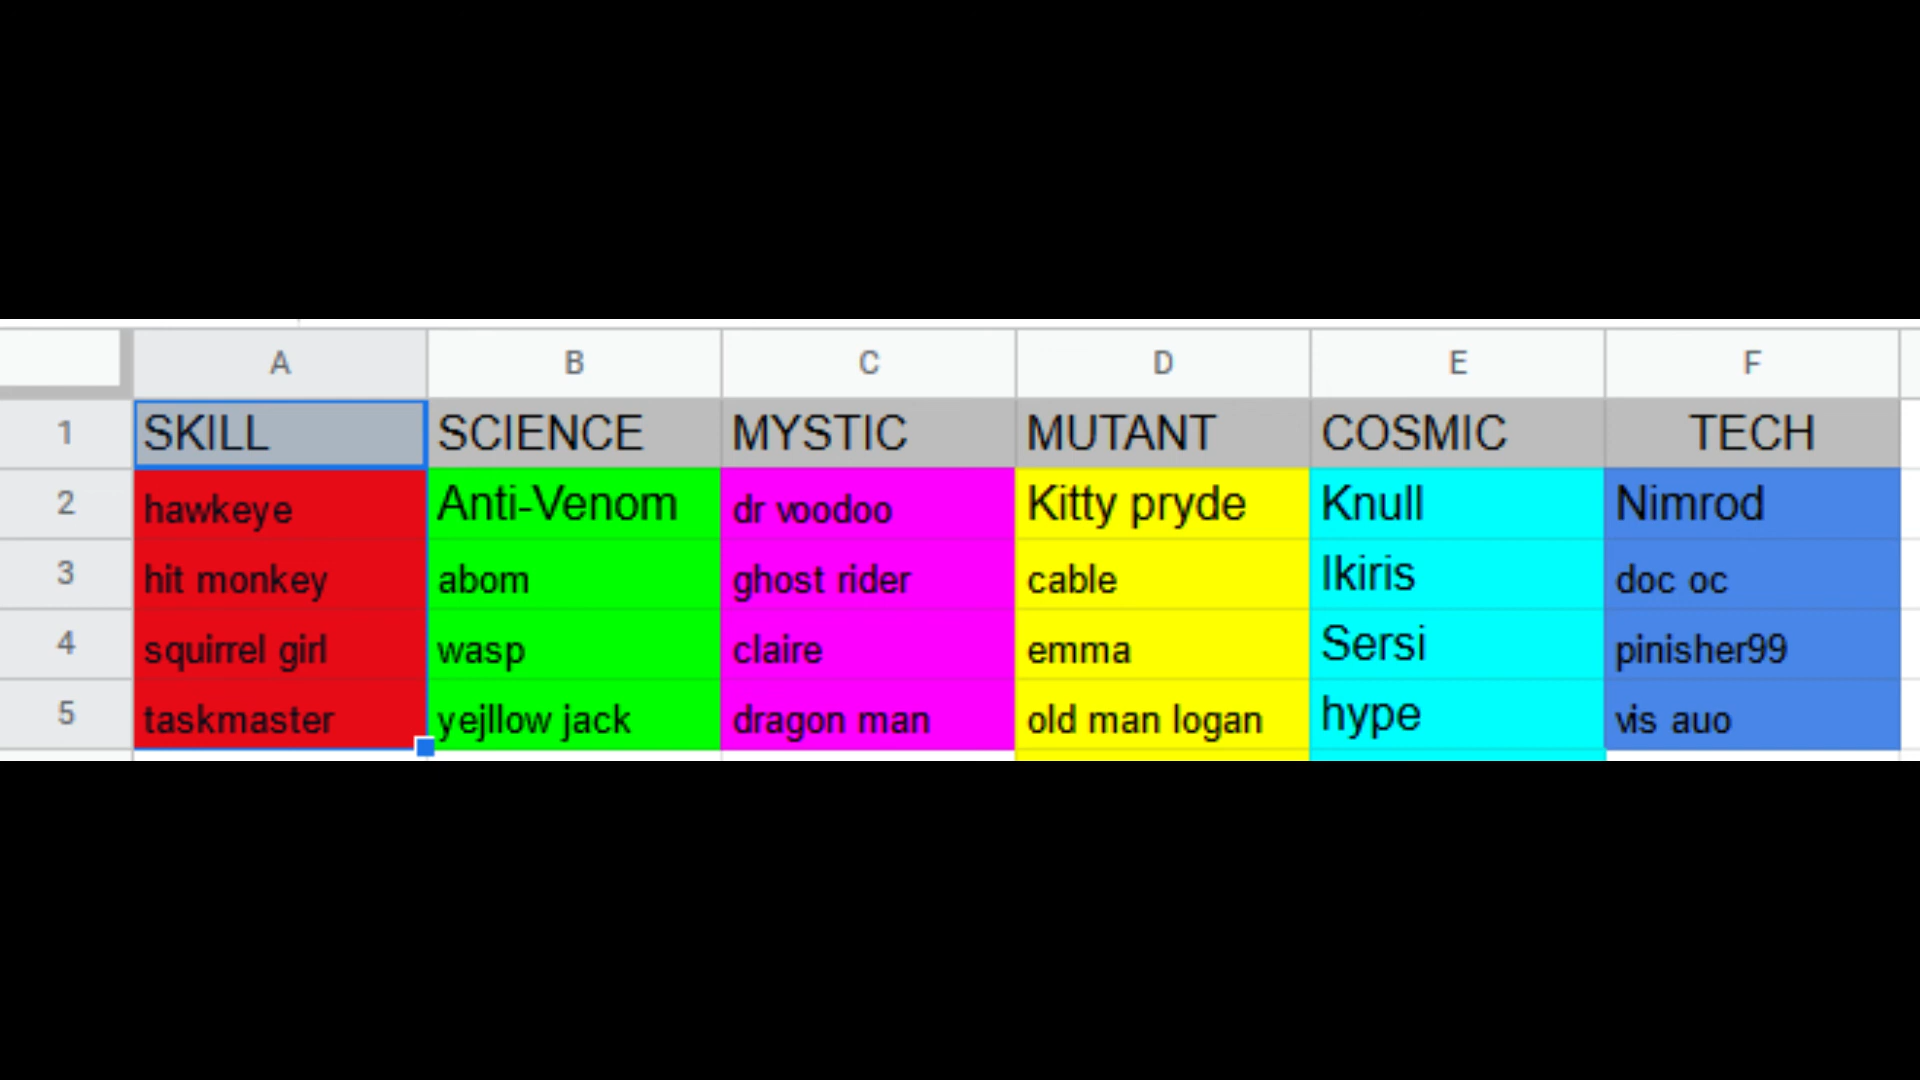 A B C D E F
1 SKILL SCIENCE MYSTIC MUTANT COSMIC TECH
2 hawkeye Anti-Venom dr voodoo Kitty pryde Knull Nimrod
3 hit monkey abom ghost rider cable Ikiris doc oc
4 squirrel girl wasp claire emma Sersi pinisher99
5 taskmaster yejllow jack dragon man old man logan hype vis auo